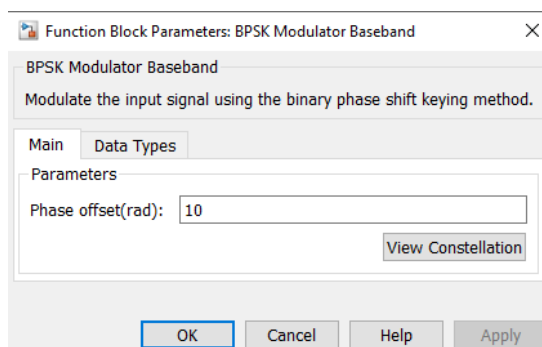 Function Block Parameters: BPSK Modulator Baseband
BPSK Modulator Baseband
Modulate the input signal using the binary phase shift keying method.
Main Data Types
Parameters
Phase offset(rad): 10
View Constellation
OK Cancel Help Apply